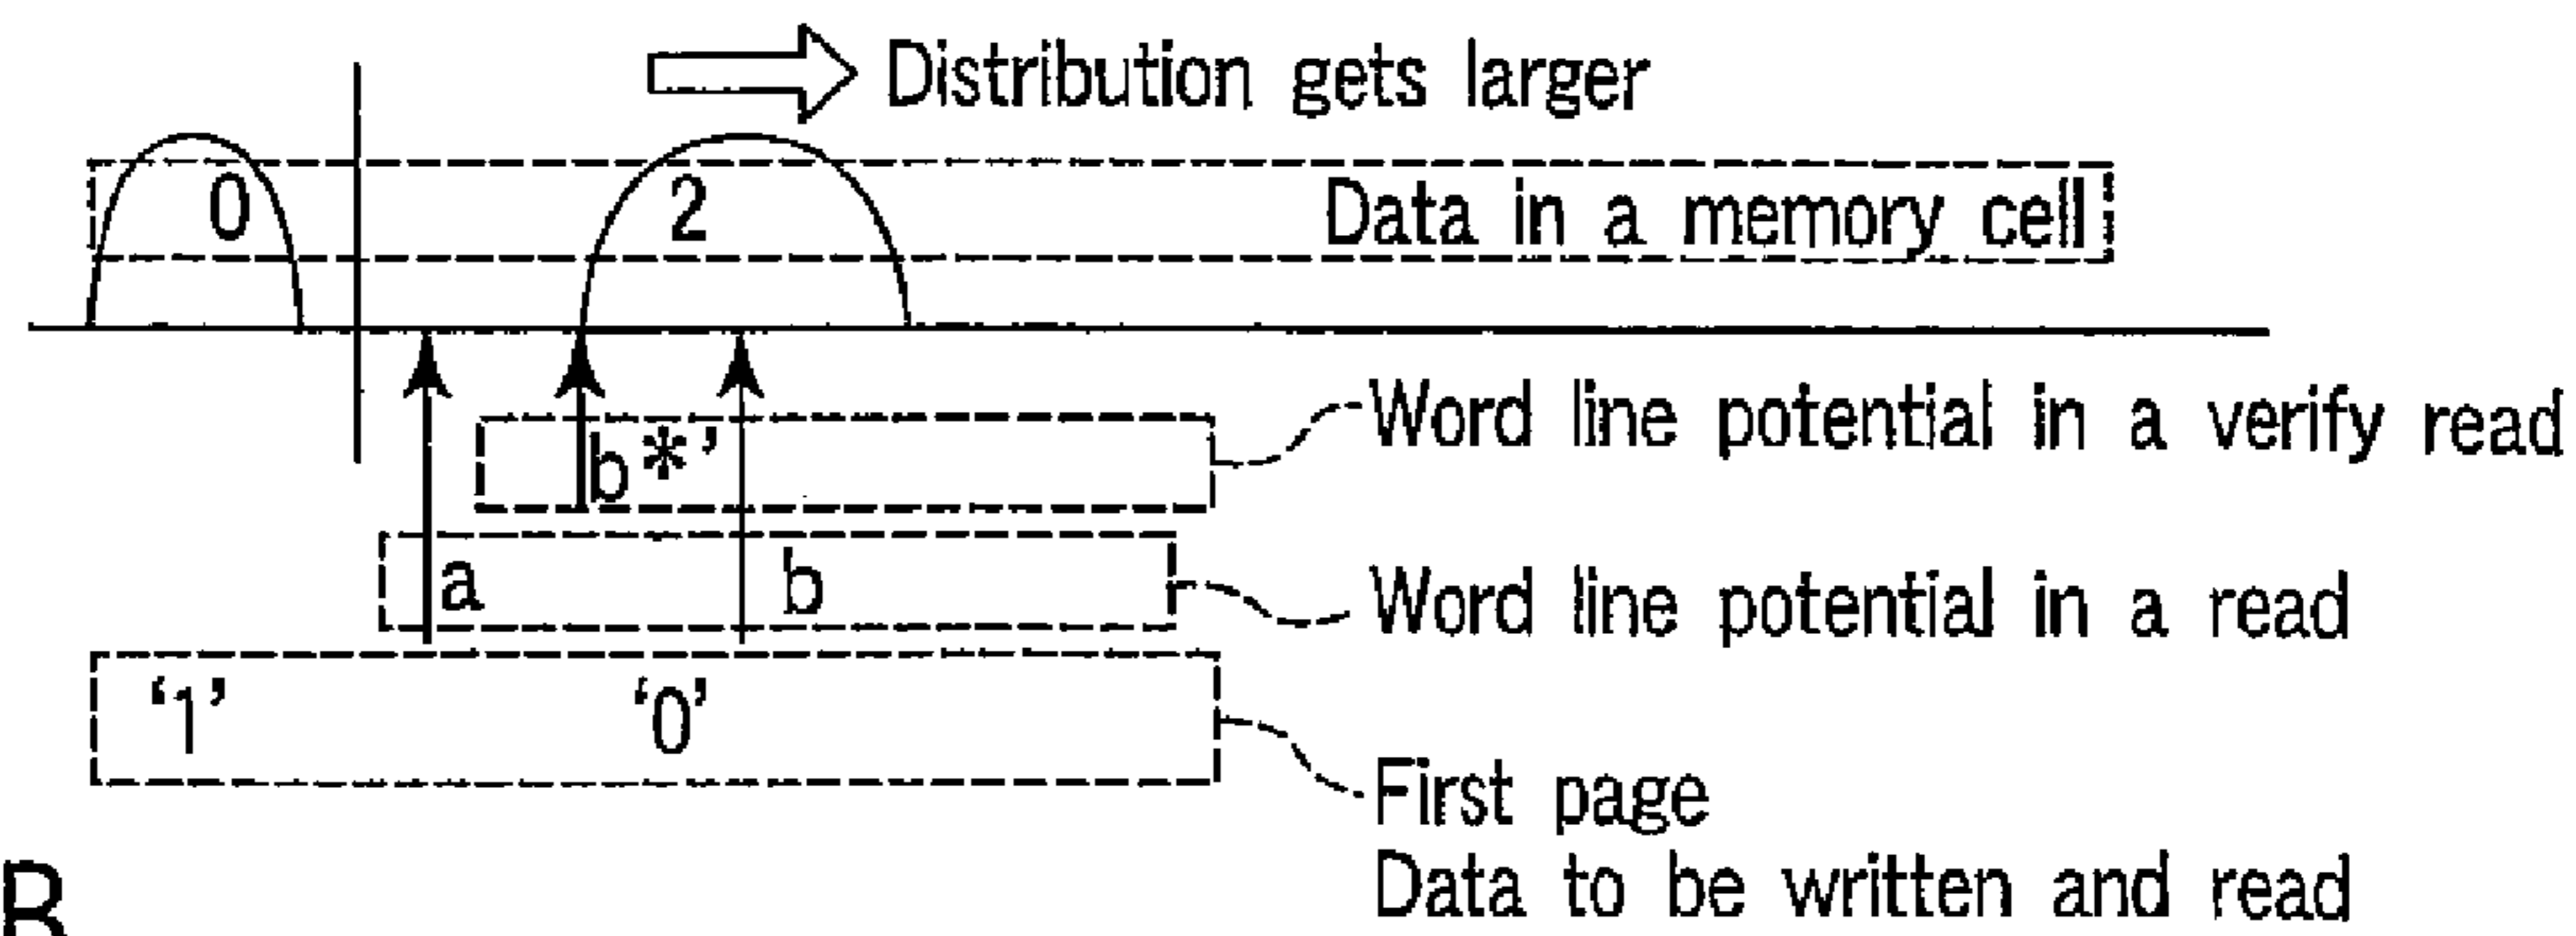 Distribution gets larger
0 2 Data in a memory cell
b*' Word line potential in a verify read
a b Word line potential in a read
‘1’ ‘0’
First page
Data to be written and read
B